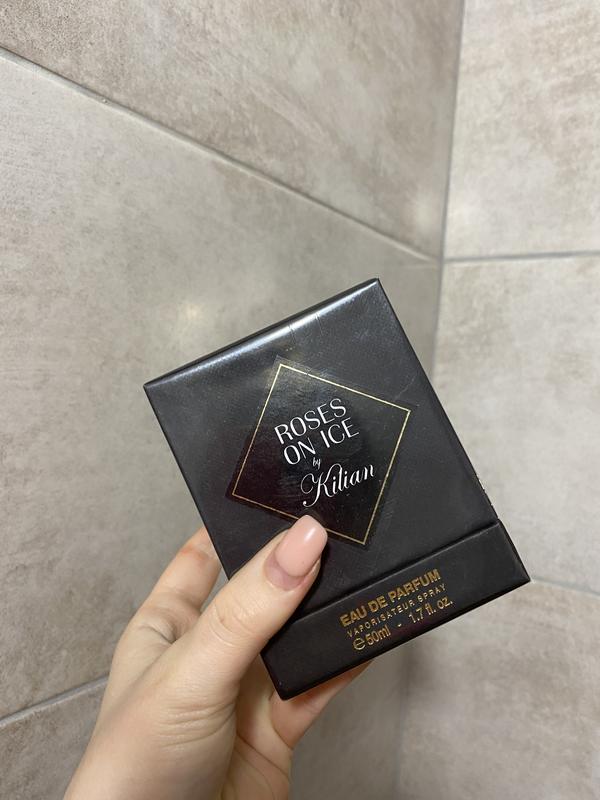 ROSES
ON ICE
by
Kilian
EAU DE PARFUM
VAPORISATEUR SPRAY
℮50ml - 1.7 fl. oz.